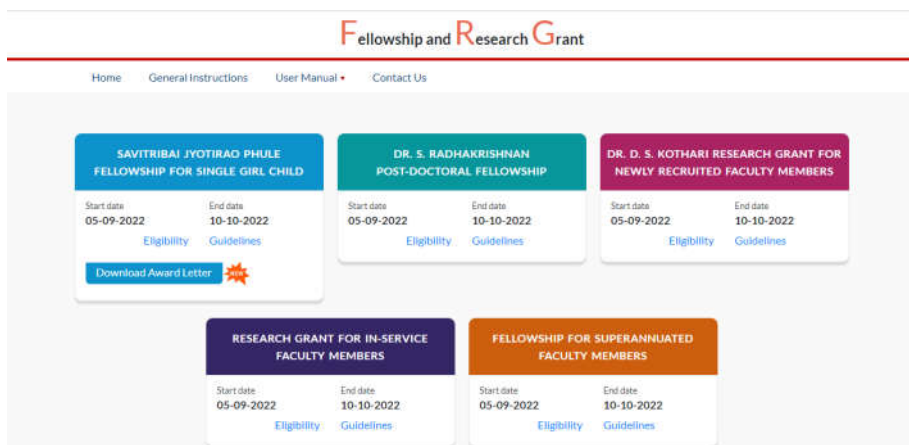 Fellowship and Research Grant
Home General Instructions User Manual Contact Us
SAVITRIBAI JYOTIRAO PHULE
FELLOWSHIP FOR SINGLE GIRL CHILD
Start date End date
05-09-2022 10-10-2022
Eligibility Guidelines
Download Award Letter NEW
DR. S. RADHAKRISHNAN
POST-DOCTORAL FELLOWSHIP
Start date End date
05-09-2022 10-10-2022
Eligibility Guidelines
DR. D. S. KOTHARI RESEARCH GRANT FOR
NEWLY RECRUITED FACULTY MEMBERS
Start date End date
05-09-2022 10-10-2022
Eligibility Guidelines
RESEARCH GRANT FOR IN-SERVICE
FACULTY MEMBERS
Start date End date
05-09-2022 10-10-2022
Eligibility Guidelines
FELLOWSHIP FOR SUPERANNUATED
FACULTY MEMBERS
Start date End date
05-09-2022 10-10-2022
Eligibility Guidelines